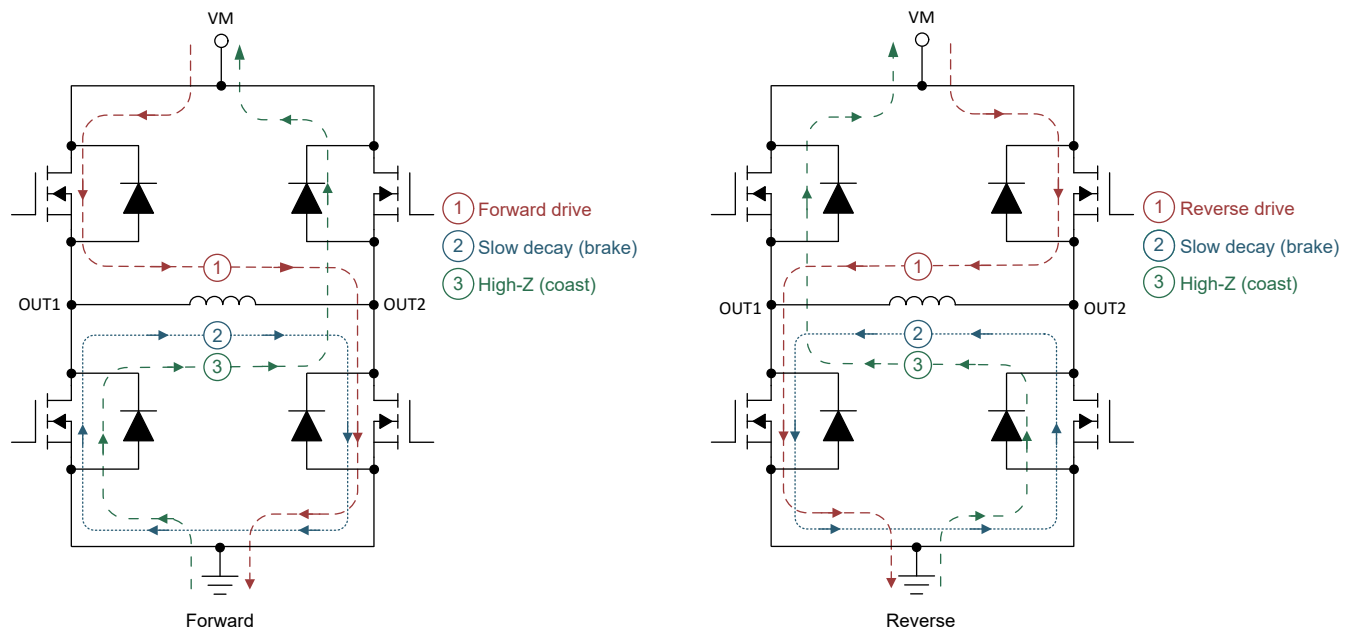 VM
1 Forward drive
2 Slow decay (brake)
3 High-Z (coast)
1
OUT1
OUT2
2
3
Forward
VM
1 Reverse drive
2 Slow decay (brake)
3 High-Z (coast)
1
OUT1
OUT2
2
3
Reverse